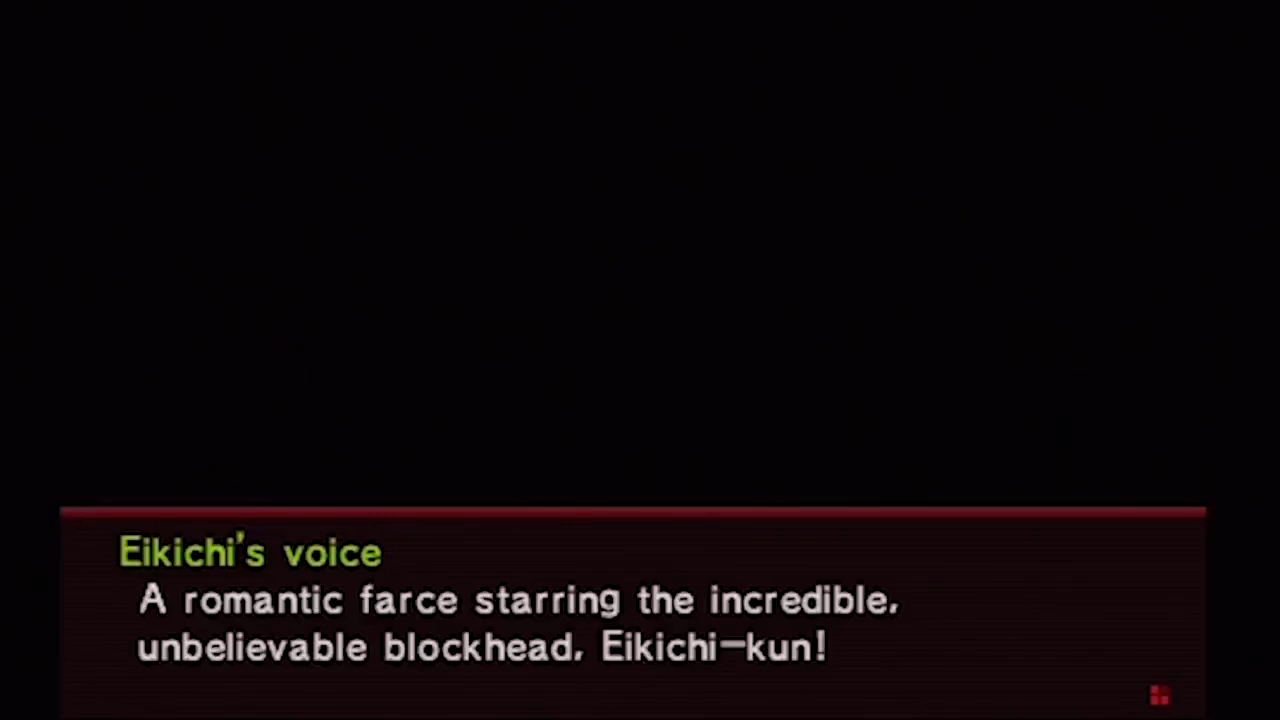 Eikichi's voice
A romantic farce starring the incredible,
unbelievable blockhead, Eikichi-kun!